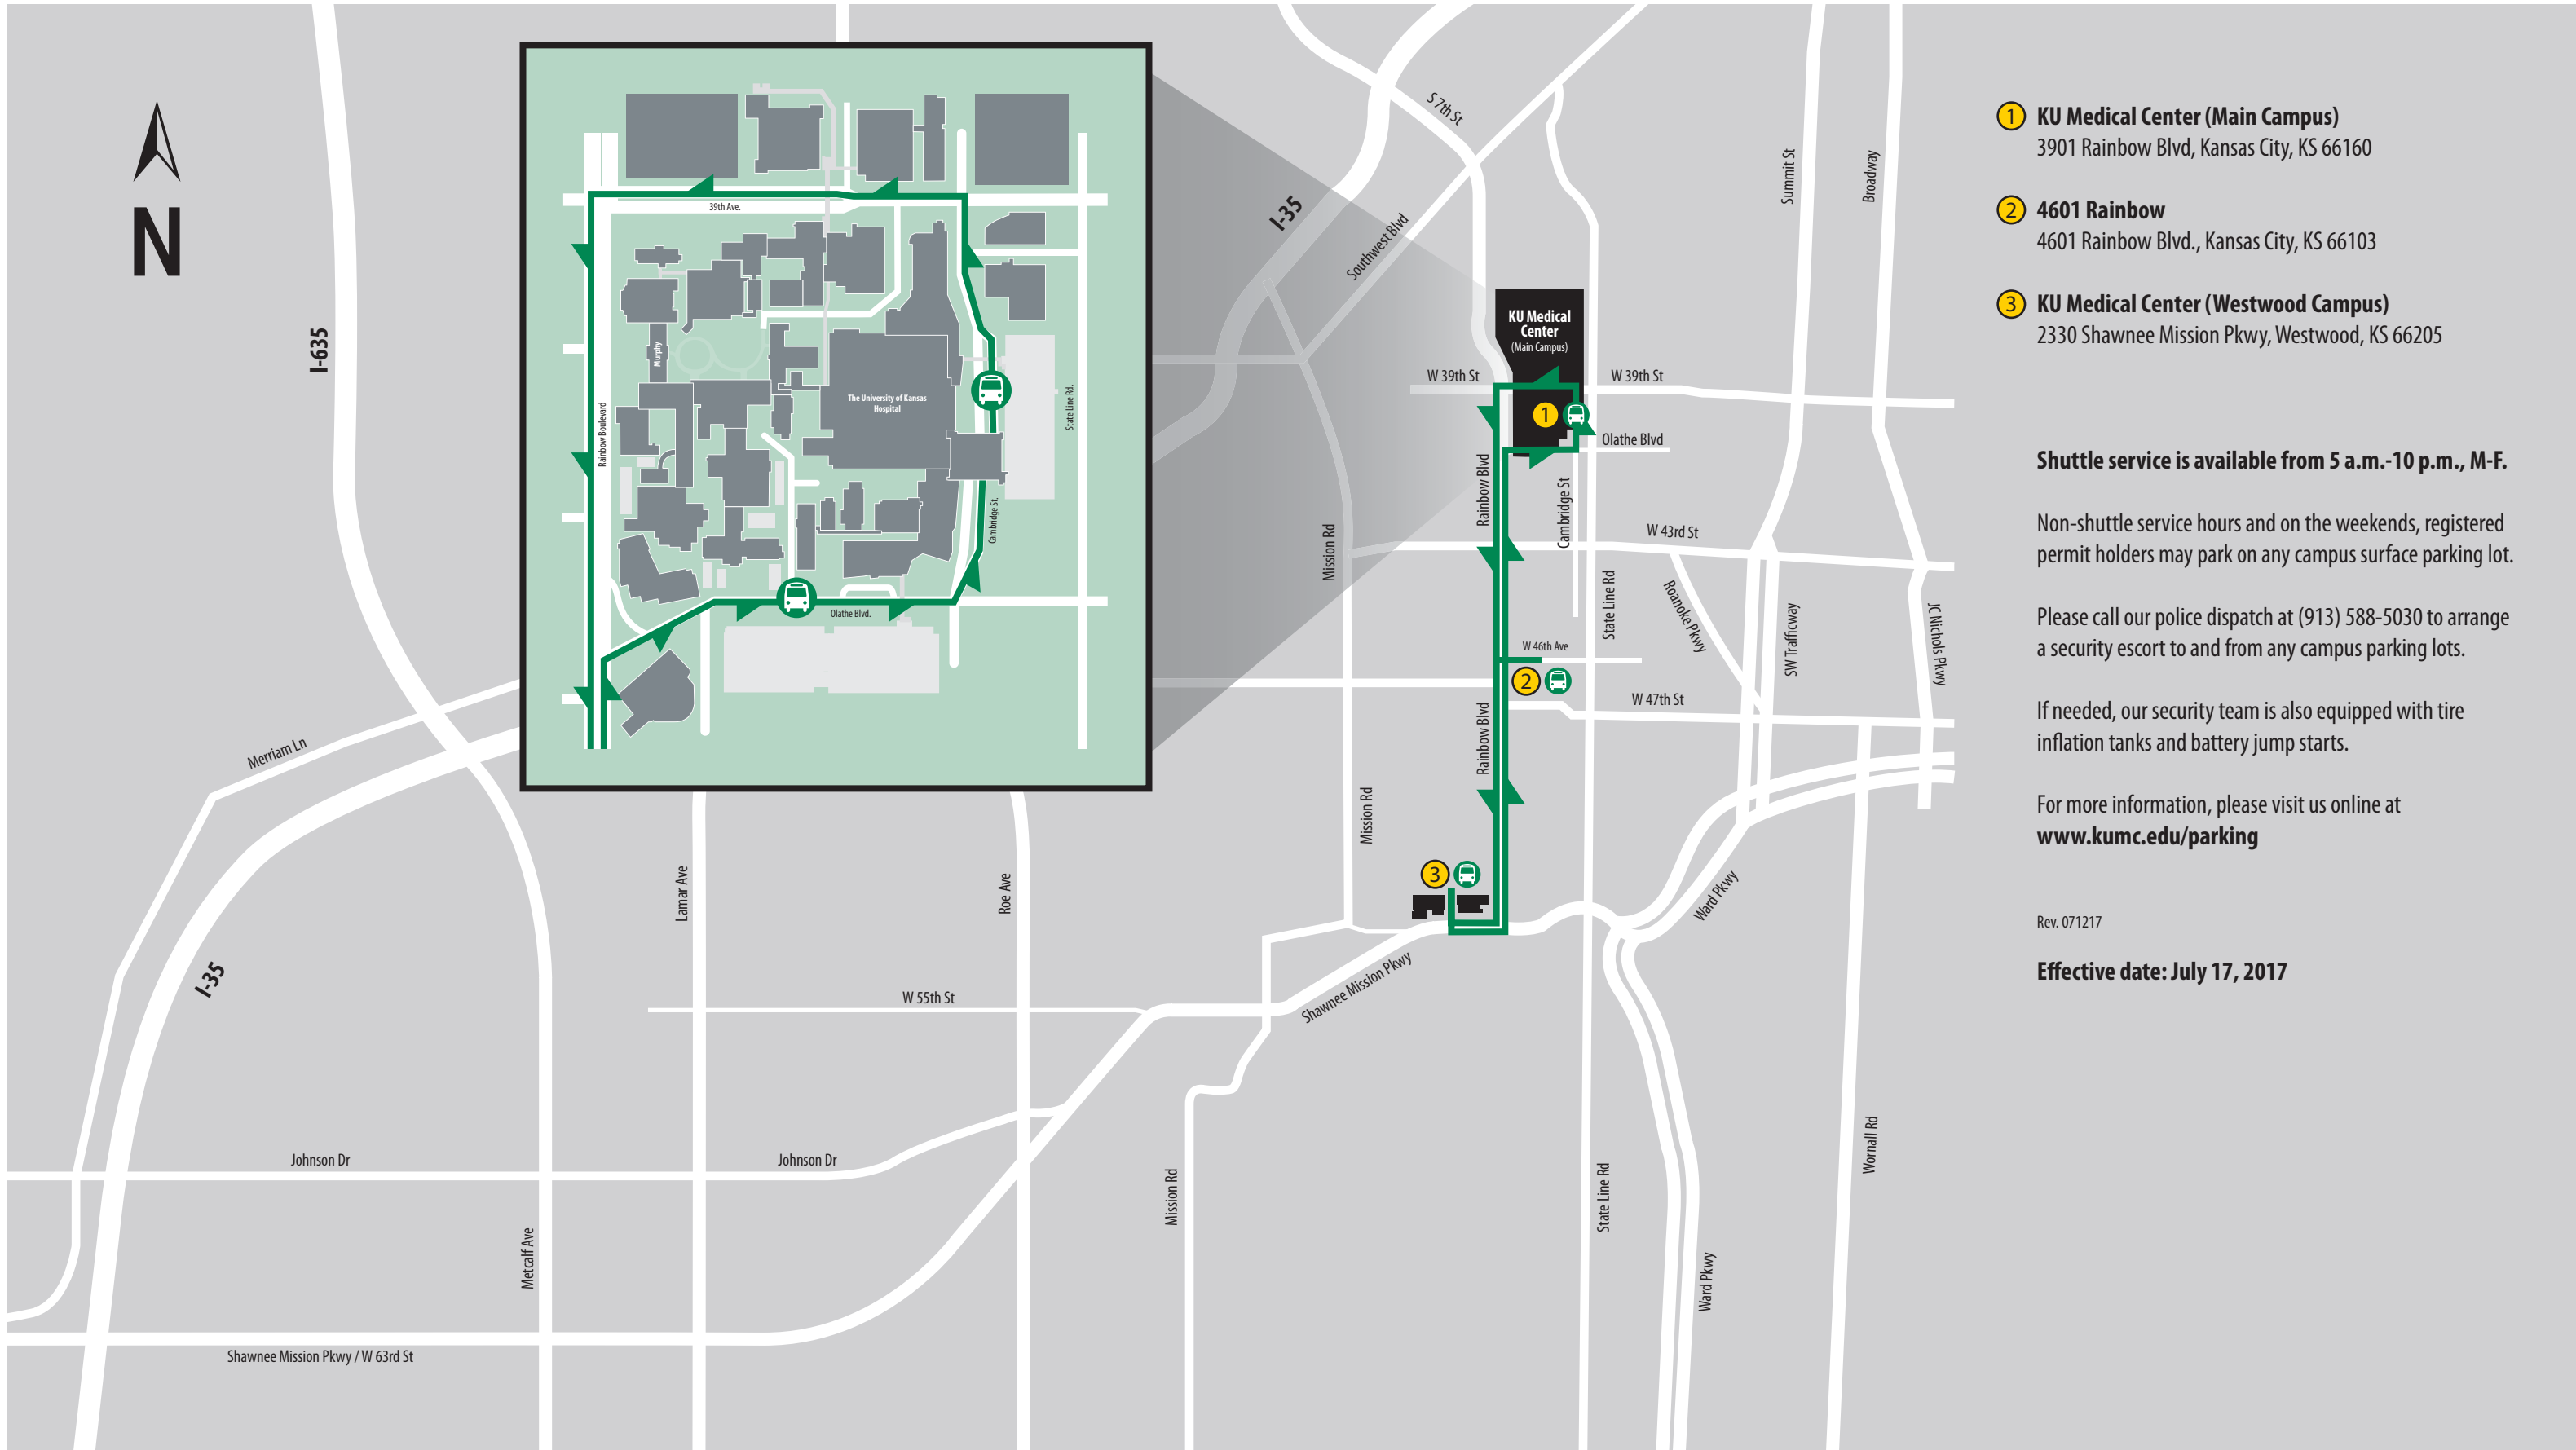 N
I-635
Merriam Ln
I-35
Johnson Dr
Shawnee Mission Pkwy / W 63rd St
Metcalf Ave
Lamar Ave
Roe Ave
W 55th St
Johnson Dr
39th Ave.
Rainbow Boulevard
Murphy
The University of Kansas
Hospital
State Line Rd.
Cambridge St.
Olathe Blvd.
I-35
S 7th St
Southwest Blvd
KU Medical
Center
(Main Campus)
W 39th St
W 39th St
1
Olathe Blvd
Rainbow Blvd
Cambridge St
Mission Rd
W 43rd St
State Line Rd
Roanoke Pkwy
W 46th Ave
2
W 47th St
Rainbow Blvd
Mission Rd
3
Shawnee Mission Pkwy
Ward Pkwy
Mission Rd
State Line Rd
Ward Pkwy
Wornall Rd
Summit St
Broadway
SW Trafficway
JC Nichols Pkwy
1 KU Medical Center (Main Campus)
3901 Rainbow Blvd, Kansas City, KS 66160
2 4601 Rainbow
4601 Rainbow Blvd., Kansas City, KS 66103
3 KU Medical Center (Westwood Campus)
2330 Shawnee Mission Pkwy, Westwood, KS 66205
Shuttle service is available from 5 a.m.-10 p.m., M-F.
Non-shuttle service hours and on the weekends, registered
permit holders may park on any campus surface parking lot.
Please call our police dispatch at (913) 588-5030 to arrange
a security escort to and from any campus parking lots.
If needed, our security team is also equipped with tire
inflation tanks and battery jump starts.
For more information, please visit us online at
www.kumc.edu/parking
Rev. 071217
Effective date: July 17, 2017